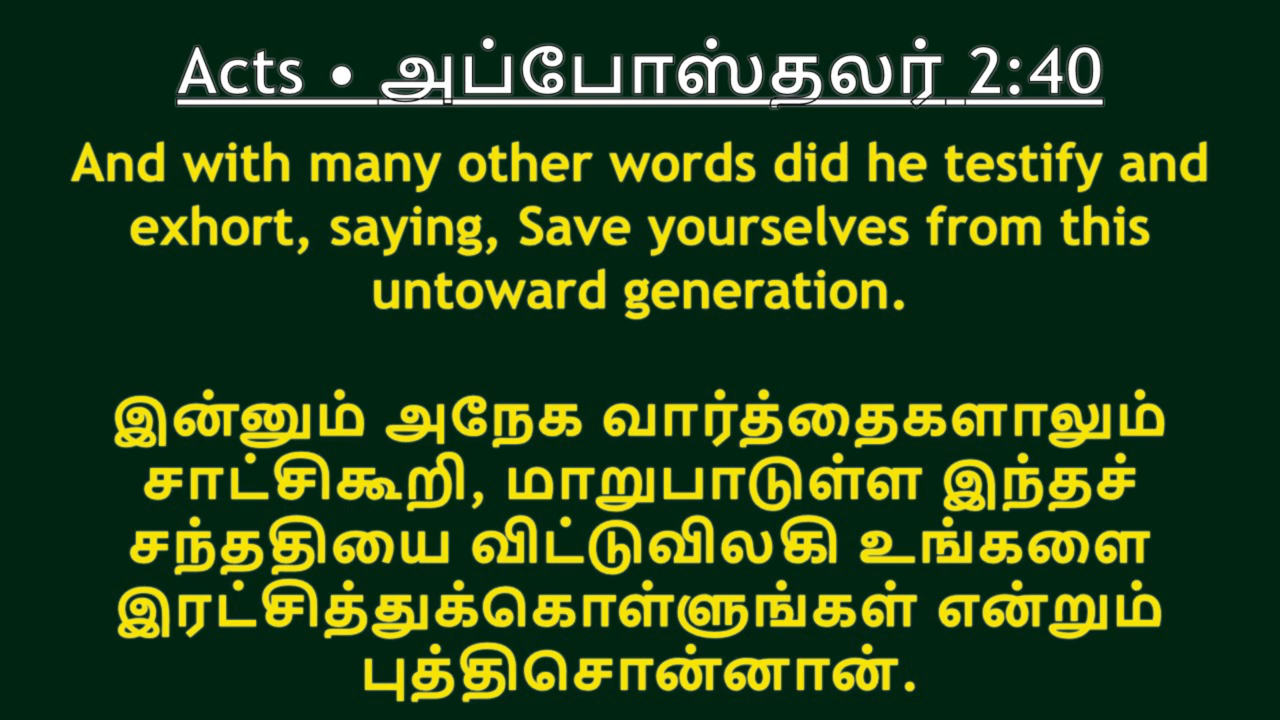 Acts • அப்போஸ்தலர் 2:40
And with many other words did he testify and
exhort, saying, Save yourselves from this
untoward generation.
இன்னும் அநேக வார்த்தைகளாலும்
சாட்சிகூறி, மாறுபாடுள்ள இந்தச்
சந்ததியை விட்டுவிலகி உங்களை
இரட்சித்துக்கொள்ளுங்கள் என்றும்
புத்திசொன்னான்.